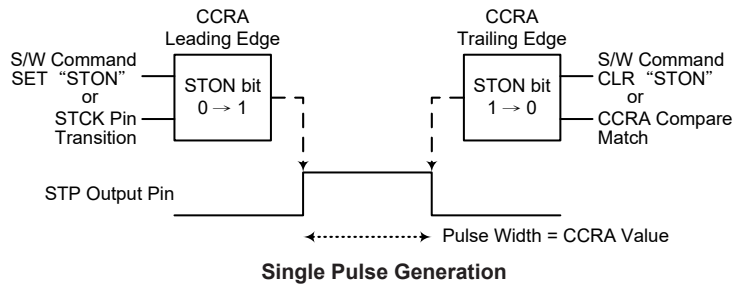 CCRA
Leading Edge
CCRA
Trailing Edge
S/W Command
SET “STON”
or
STCK Pin
Transition
STON bit
0 → 1
STON bit
1 → 0
S/W Command
CLR “STON”
or
CCRA Compare
Match
STP Output Pin
Pulse Width = CCRA Value
Single Pulse Generation